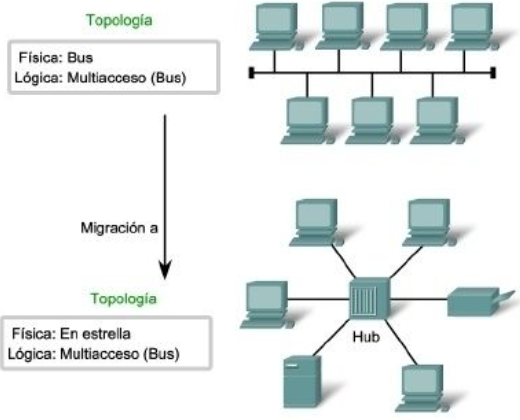 Topología
Física: Bus
Lógica: Multiacceso (Bus)
Migración a
Topología
Física: En estrella
Lógica: Multiacceso (Bus)
Hub